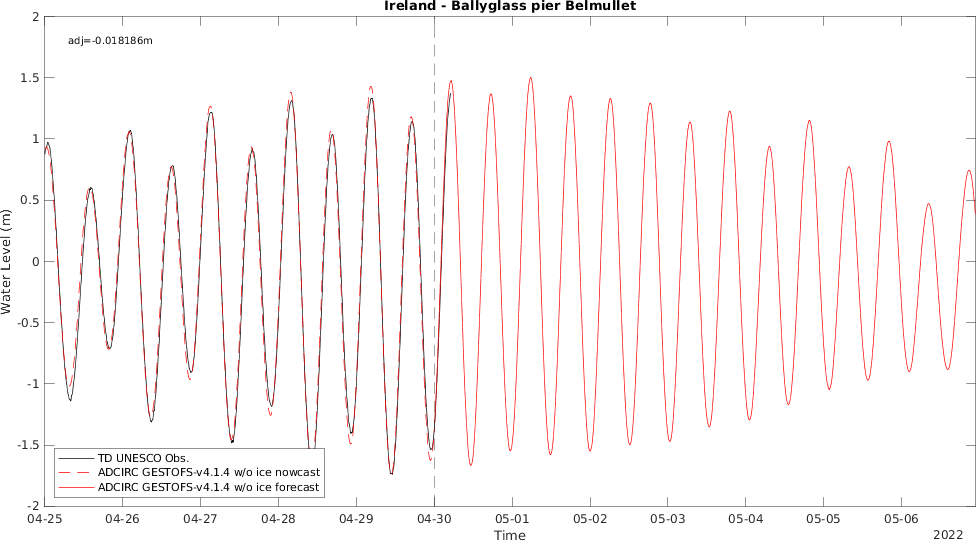 Ireland - Ballyglass pier Belmullet
adj=-0.018186m
2
1.5
1
0.5
0
-0.5
-1
-1.5
-2
Water Level (m)
TD UNESCO Obs.
ADCIRC GESTOFS-v4.1.4 w/o ice nowcast
ADCIRC GESTOFS-v4.1.4 w/o ice forecast
04-25 04-26 04-27 04-28 04-29 04-30 05-01 05-02 05-03 05-04 05-05 05-06
Time
2022